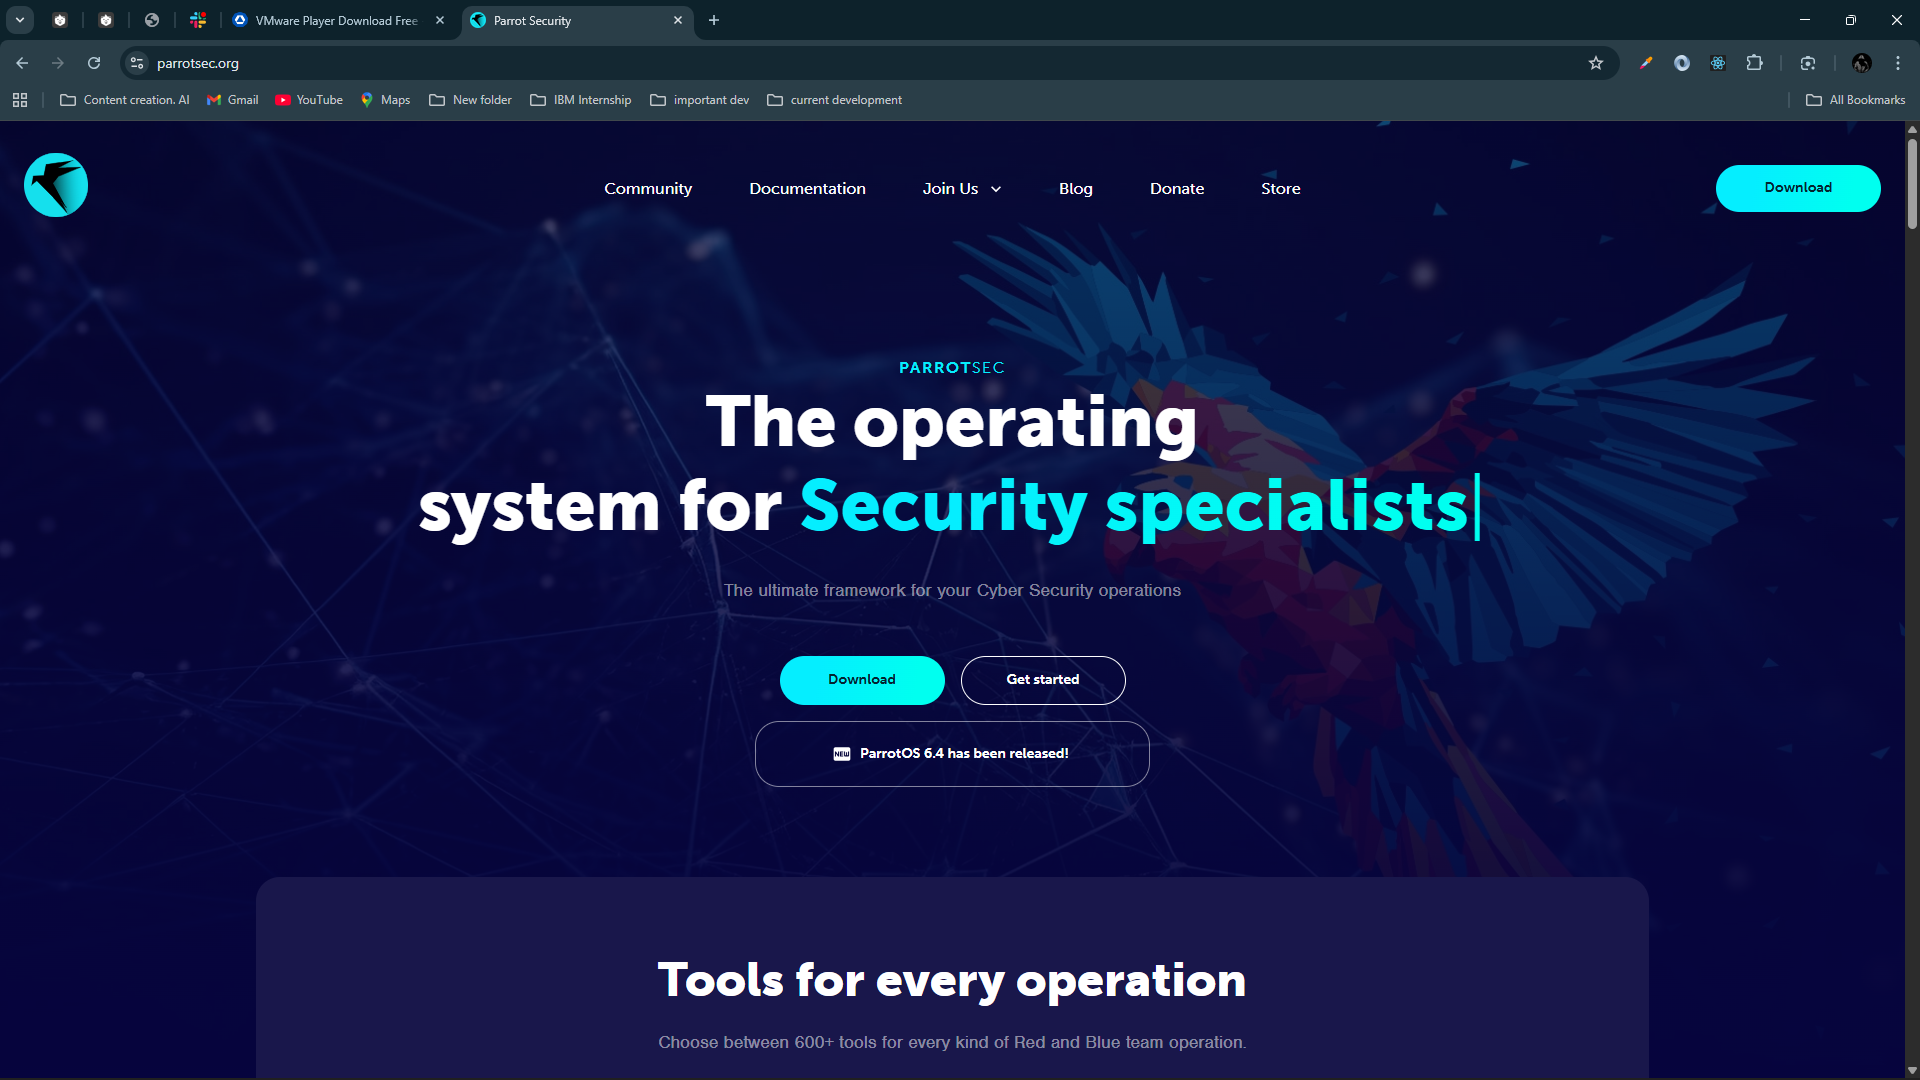 VMware Player Download Free
Parrot Security
parrotsec.org
Content creation. AI
Gmail
YouTube
Maps
New folder
IBM Internship
important dev
current development
All Bookmarks
Community
Documentation
Join Us
Blog
Donate
Store
Download
PARROTSEC
The operating
system for Security specialists
The ultimate framework for your Cyber Security operations
Download
Get started
NEW ParrotOS 6.4 has been released!
Tools for every operation
Choose between 600+ tools for every kind of Red and Blue team operation.